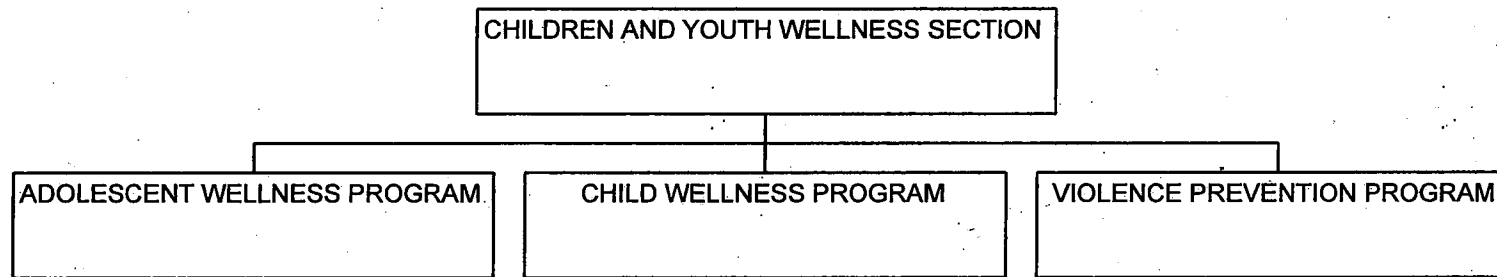 CHILDREN AND YOUTH WELLNESS SECTION
ADOLESCENT WELLNESS PROGRAM
CHILD WELLNESS PROGRAM
VIOLENCE PREVENTION PROGRAM